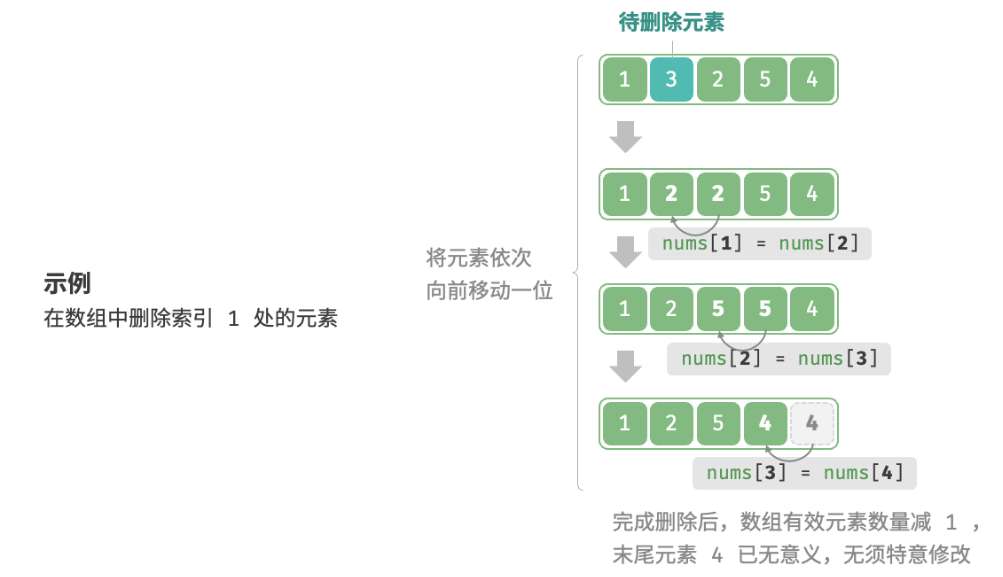 待删除元素
1 3 2 5 4
1 2 2 5 4
nums[1] = nums[2]
将元素依次
向前移动一位
示例
在数组中删除索引 1 处的元素
1 2 5 5 4
nums[2] = nums[3]
1 2 5 4 4
nums[3] = nums[4]
完成删除后，数组有效元素数量减 1 ，
末尾元素 4 已无意义，无须特意修改